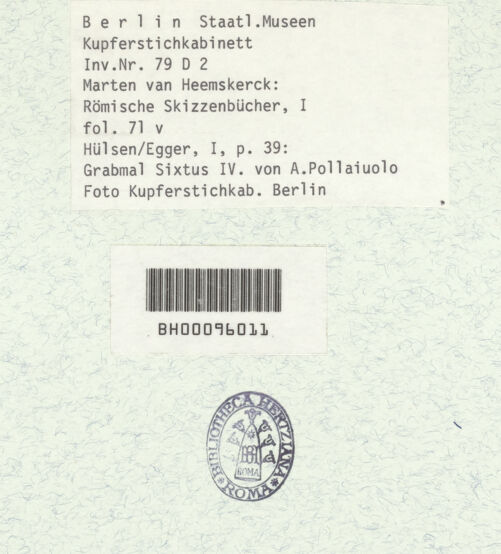 B e r l i n Staatl.Museen
Kupferstichkabinett
Inv.Nr. 79 D 2
Marten van Heemskerck:
Römische Skizzenbücher, I
fol. 71 v
Hülsen/Egger, I, p. 39:
Grabmal Sixtus IV. von A.Pollaiuolo
Foto Kupferstichkab. Berlin
BH00096011
BIBLIOTHECA HERTZIANA
ROMA
ROMA